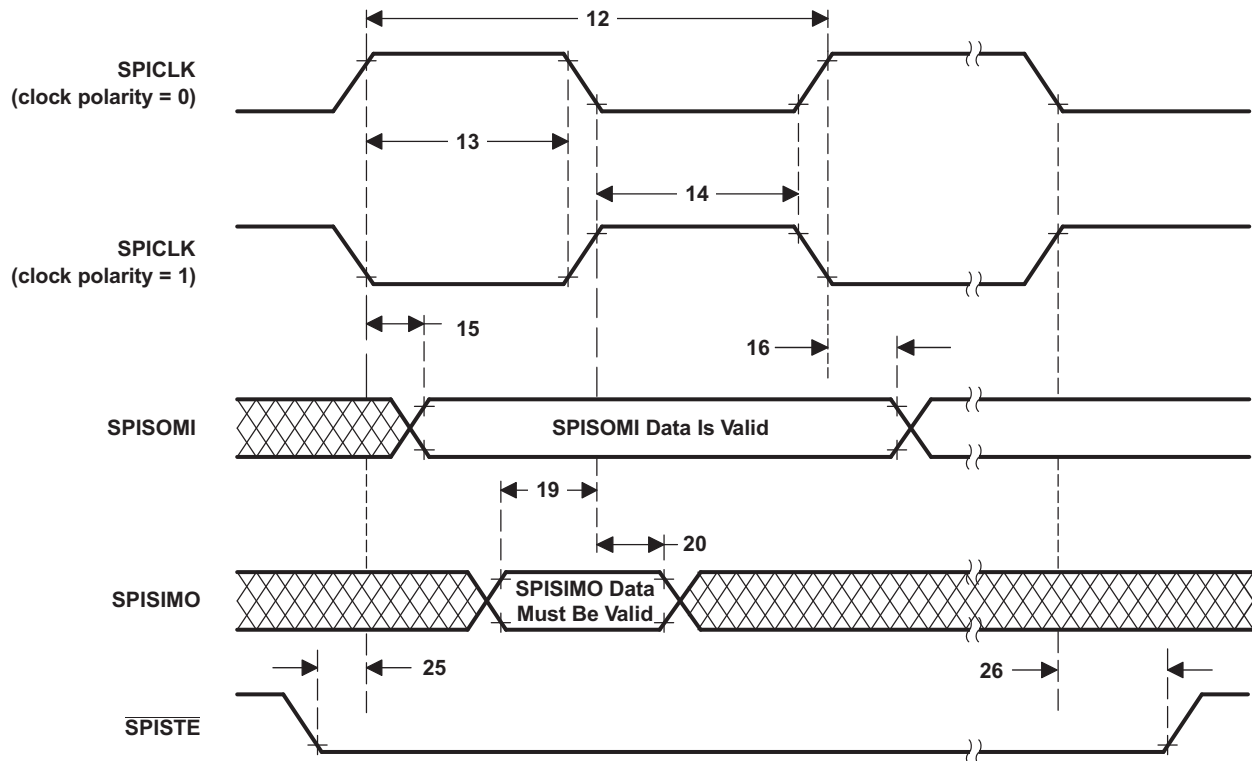 12
SPICLK
(clock polarity = 0)
13
14
SPICLK
(clock polarity = 1)
15
16
SPISOMI
SPISOMI Data Is Valid
19
20
SPISIMO
SPISIMO Data
Must Be Valid
25
26
SPISTE